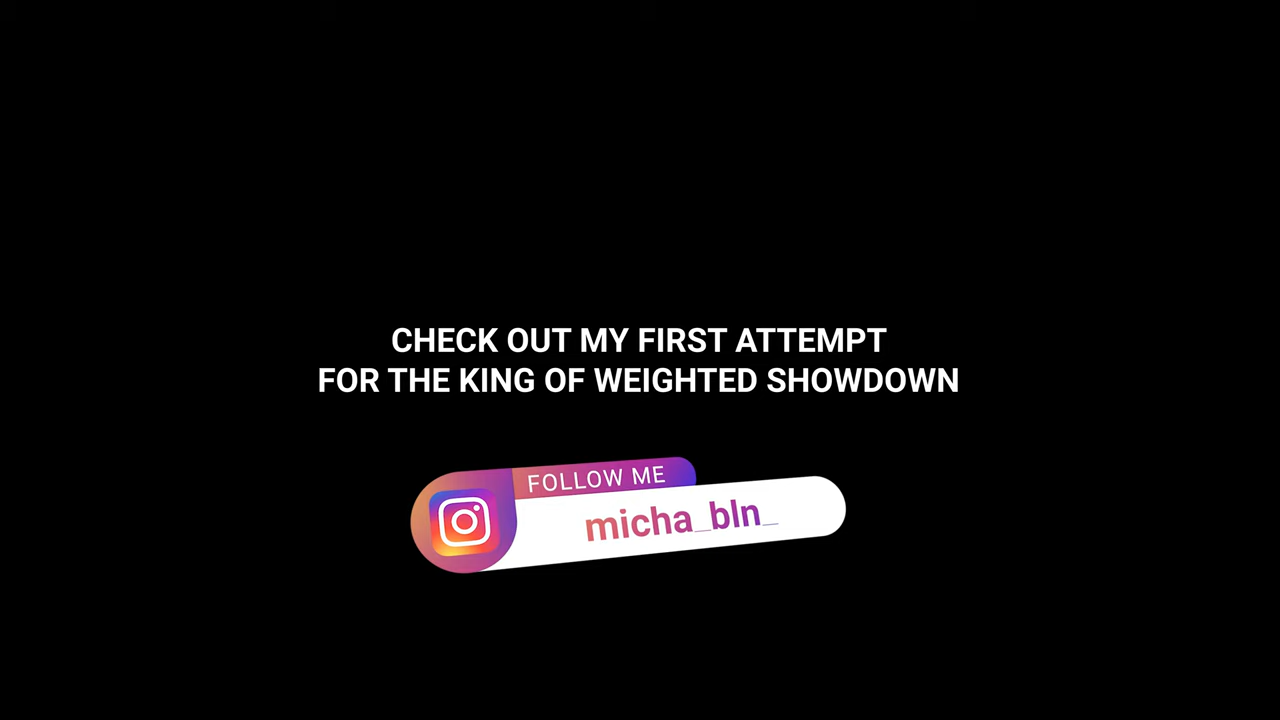 CHECK OUT MY FIRST ATTEMPT
FOR THE KING OF WEIGHTED SHOWDOWN
FOLLOW ME
micha_bln_